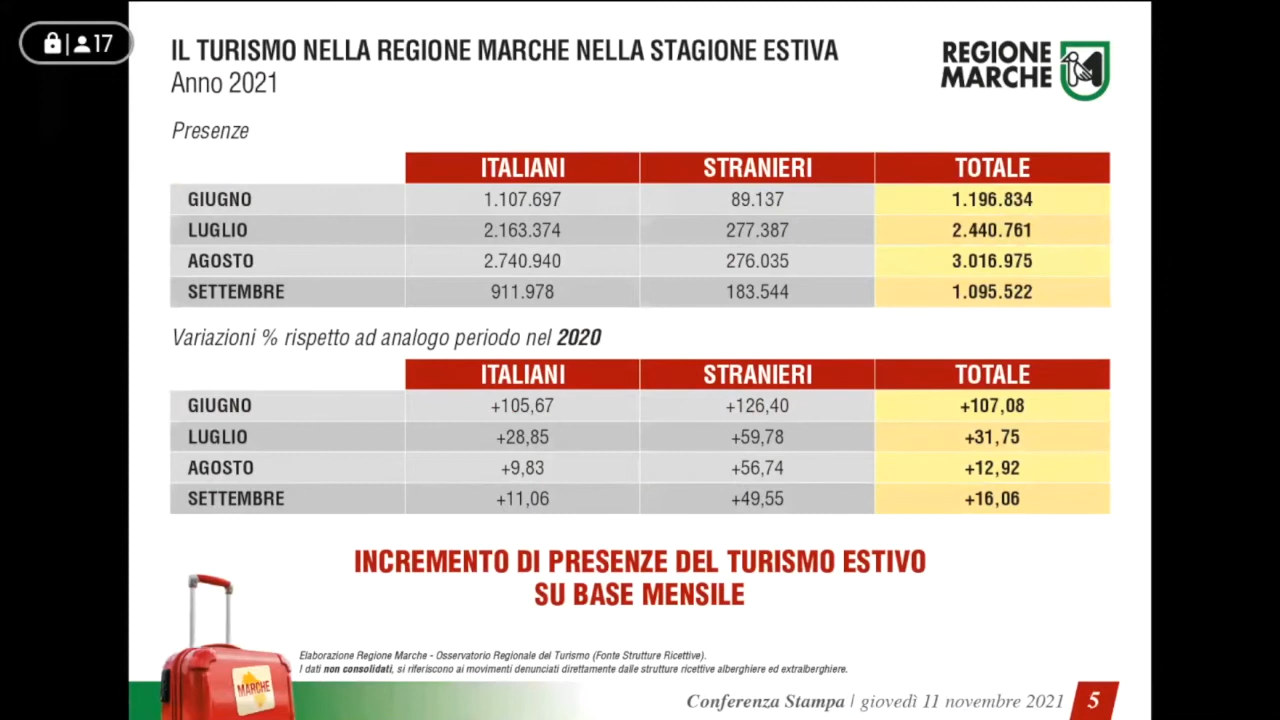 17
IL TURISMO NELLA REGIONE MARCHE NELLA STAGIONE ESTIVA
Anno 2021
REGIONE
MARCHE
Presenze
ITALIANI STRANIERI TOTALE
GIUGNO 1.107.697 89.137 1.196.834
LUGLIO 2.163.374 277.387 2.440.761
AGOSTO 2.740.940 276.035 3.016.975
SETTEMBRE 911.978 183.544 1.095.522
Variazioni % rispetto ad analogo periodo nel 2020
ITALIANI STRANIERI TOTALE
GIUGNO +105,67 +126,40 +107,08
LUGLIO +28,85 +59,78 +31,75
AGOSTO +9,83 +56,74 +12,92
SETTEMBRE +11,06 +49,55 +16,06
INCREMENTO DI PRESENZE DEL TURISMO ESTIVO
SU BASE MENSILE
Elaborazione Regione Marche - Osservatorio Regionale del Turismo (Fonte Strutture Ricettive).
I dati non consolidati, si riferiscono ai movimenti denunciati direttamente dalle strutture ricettive alberghiere ed extralberghiere.
MARCHE
Conferenza Stampa | giovedì 11 novembre 2021 5